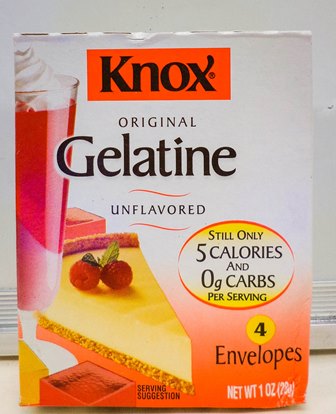 Knox®
ORIGINAL
Gelatine
UNFLAVORED
STILL ONLY
5 CALORIES
AND
0g CARBS
PER SERVING
4
Envelopes
SERVING
SUGGESTION
NET WT 1 OZ (28g)